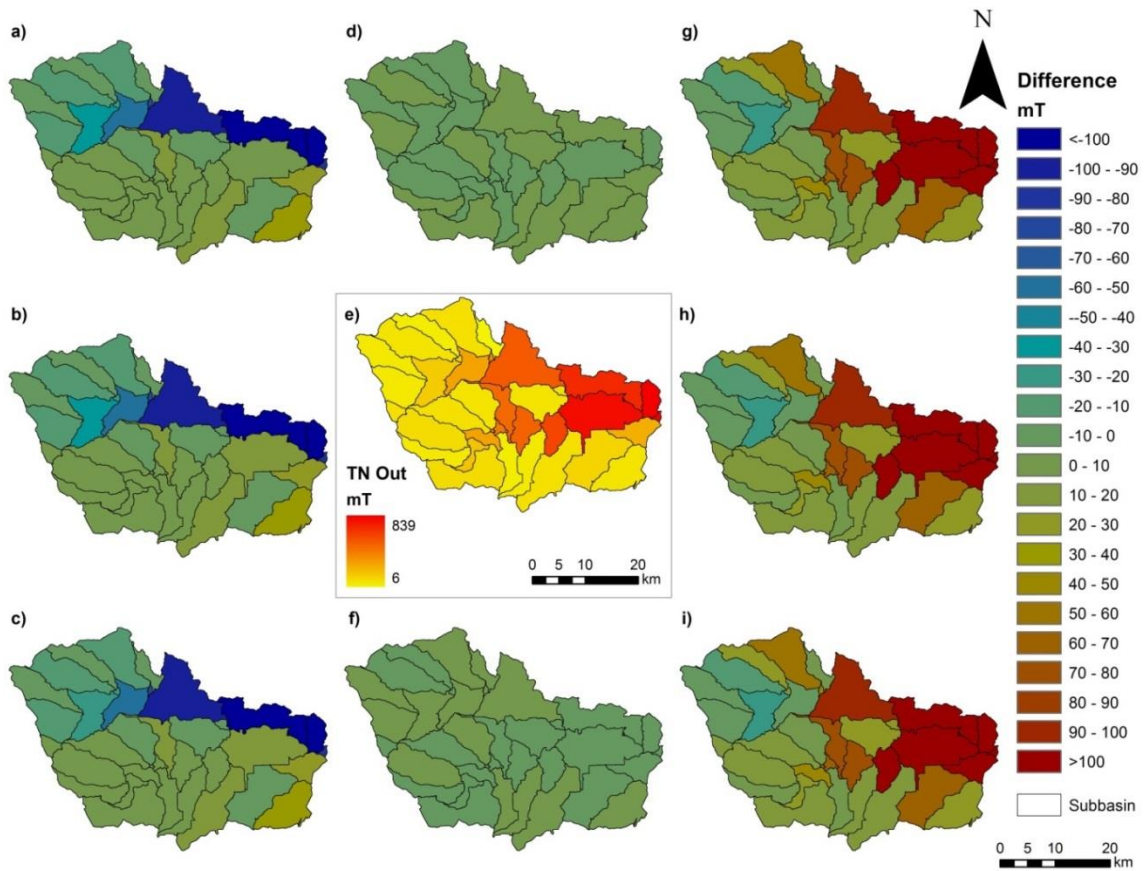 a)
d)
g)
N
Difference
mT
<-100
-100 - -90
-90 - -80
-80 - -70
-70 - -60
-60 - -50
--50 - -40
-40 - -30
-30 - -20
-20 - -10
-10 - 0
0 - 10
10 - 20
20 - 30
30 - 40
40 - 50
50 - 60
60 - 70
70 - 80
80 - 90
90 - 100
>100
Subbasin
0 5 10 20
km
b)
e)
h)
TN Out
mT
839
6
0 5 10 20
km
c)
f)
i)